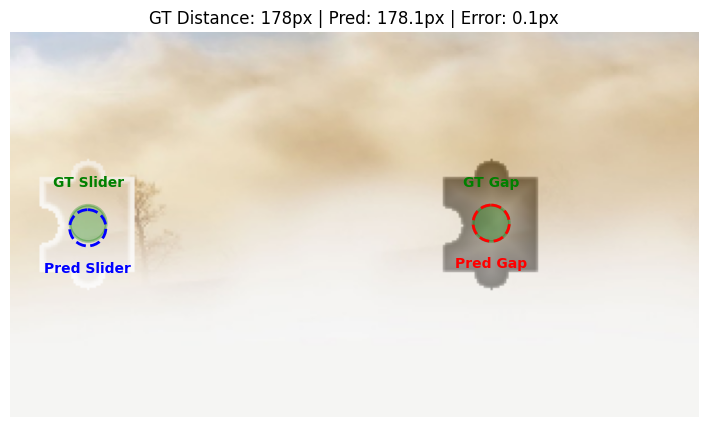 GT Distance: 178px | Pred: 178.1px | Error: 0.1px
GT Slider
GT Gap
Pred Slider
Pred Gap